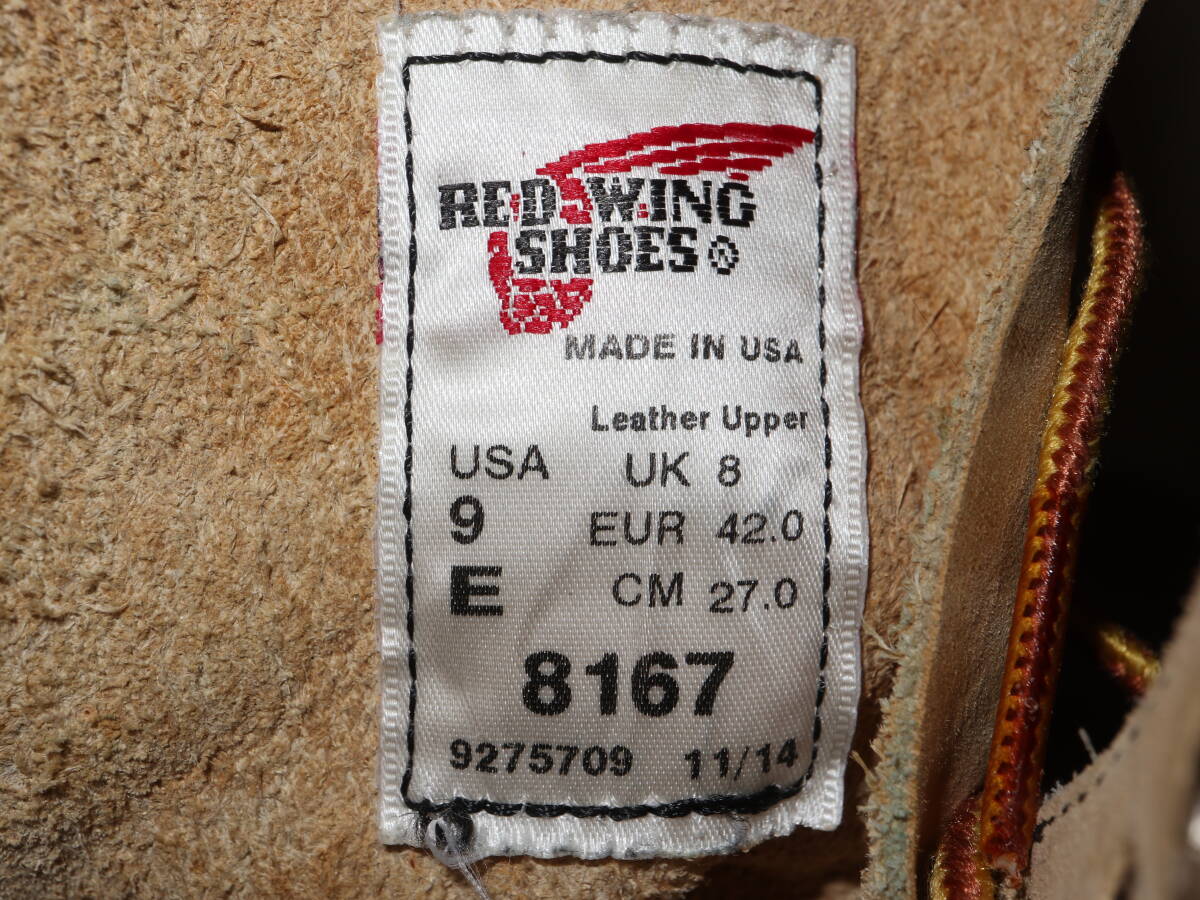 RED WING
SHOES®
MADE IN USA
Leather Upper
USA UK 8
9 EUR 42.0
E CM 27.0
8167
9275709 11/14